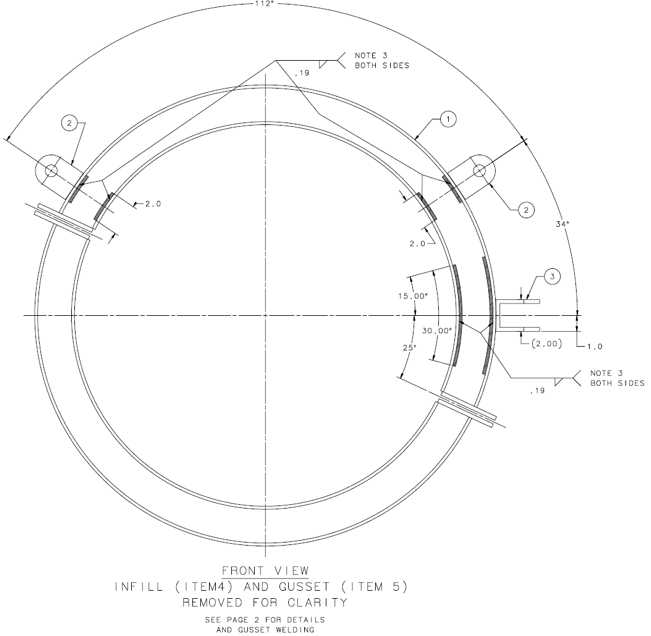 112°
NOTE 3
BOTH SIDES
.19
1
2
2.0
2
2.0
34°
3
15.00°
30.00°
25°
(2.00)
1.0
NOTE 3
BOTH SIDES
.19
FRONT VIEW
INFILL (ITEM4) AND GUSSET (ITEM 5)
REMOVED FOR CLARITY
SEE PAGE 2 FOR DETAILS
AND GUSSET WELDING